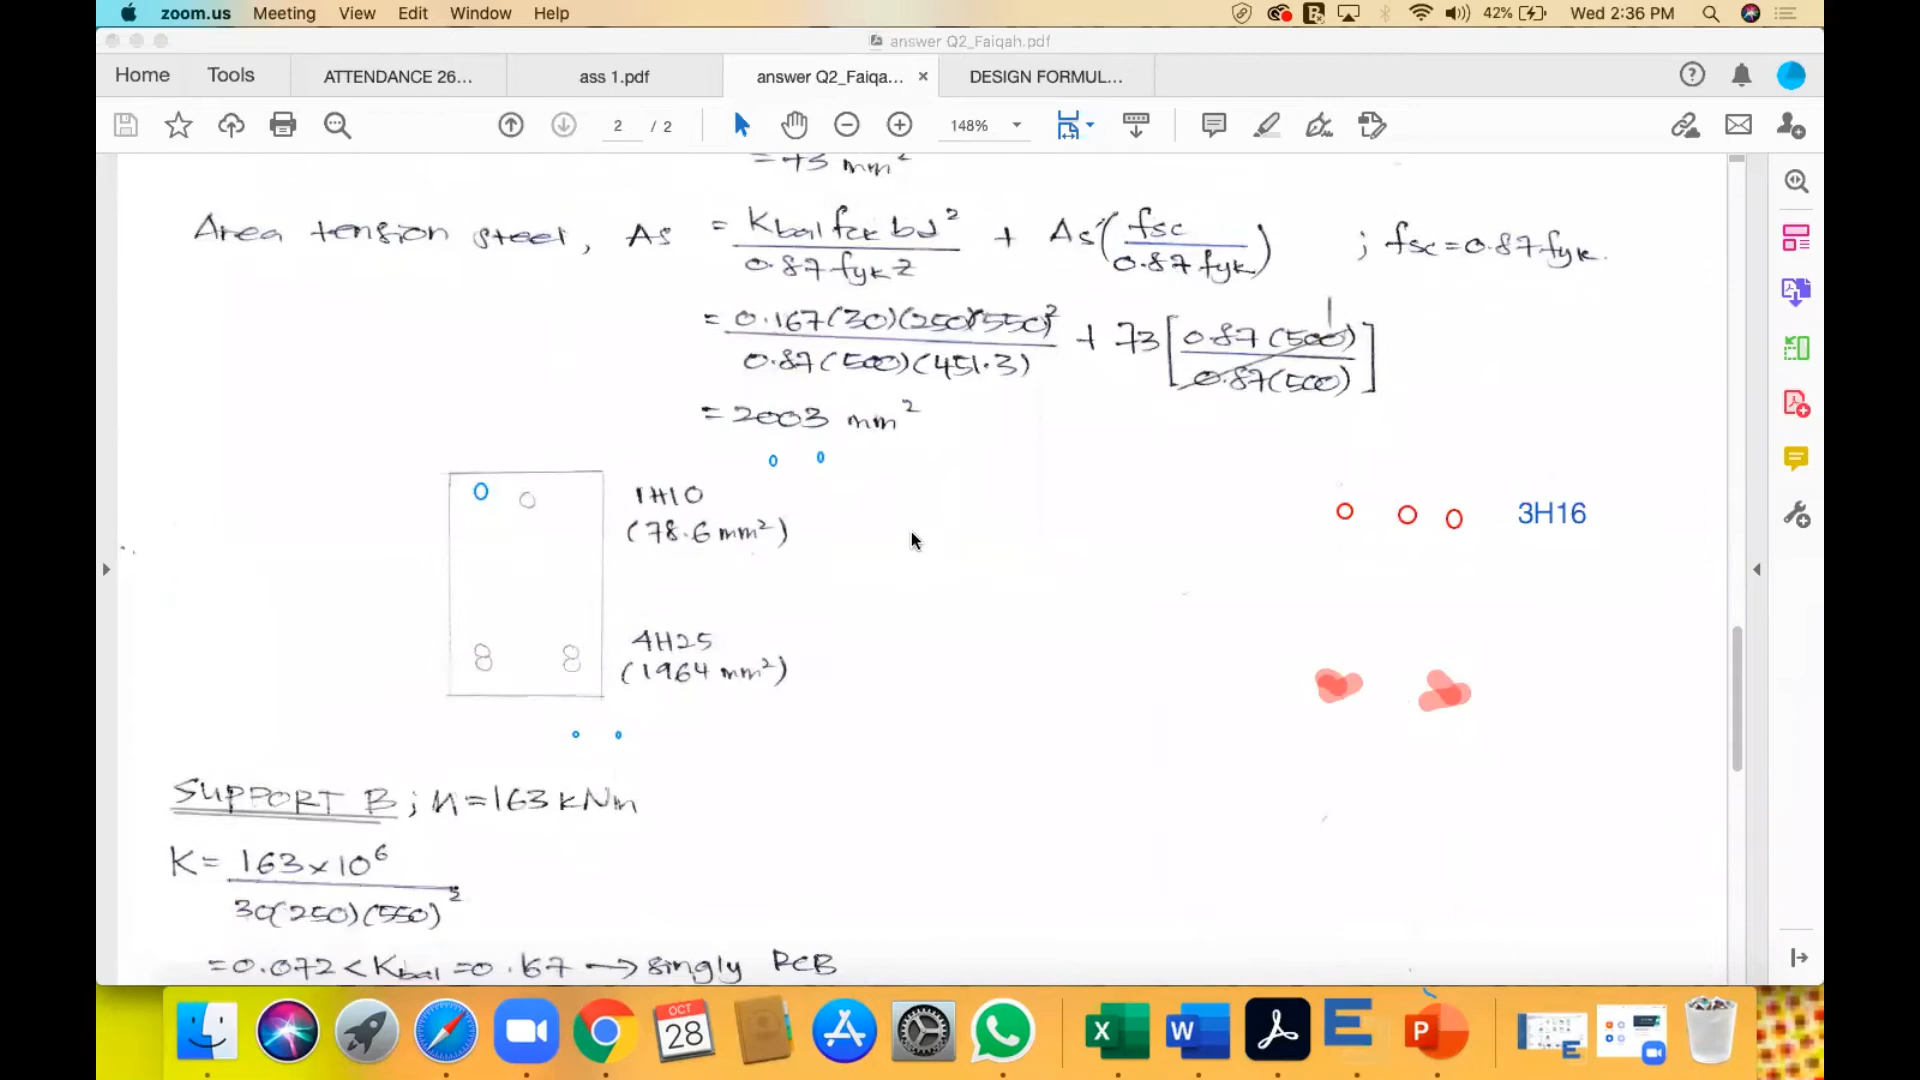 zoom.us Meeting View Edit Window Help 42% Wed 2:36 PM
answer Q2_Faiqah.pdf
Home Tools ATTENDANCE 26... ass 1.pdf answer Q2_Faiqa... × DESIGN FORMUL...
2 / 2 148%
mm²
Area tension steel, As = Kbal fck bd² / 0.87 fyk z + As'( fsc / 0.87 fyk ) ; fsc = 0.87 fyk.
= 0.167(30)(250)(550)² / 0.87(500)(451.3) + 73[ 0.87(500) / 0.87(500) ] 1
= 2003 mm²
1H10
(78.6 mm²)
3H16
4H25
(1964 mm²)
SUPPORT B ; M = 163 kNm
K = 163 × 10⁶ / 30(250)(550)²
= 0.072 < Kbal = 0.167 → singly RCB
OCT
28
X W E P
E